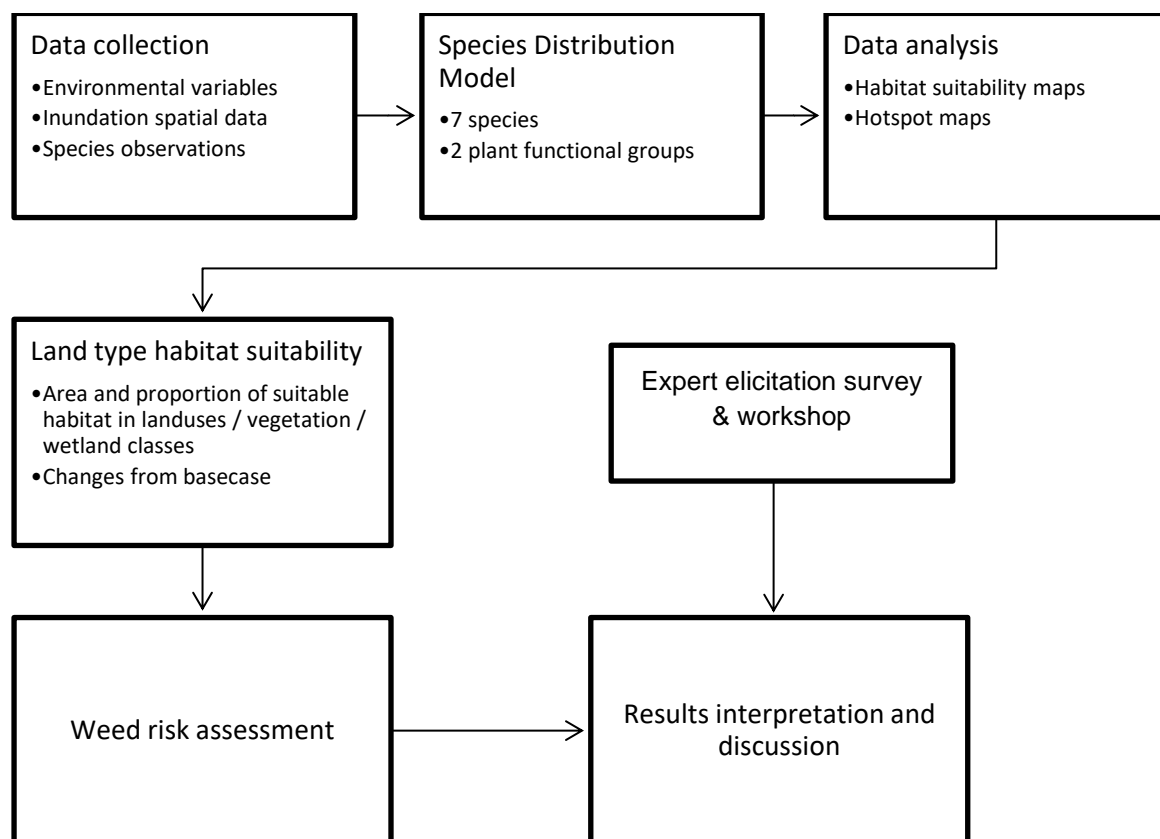 Data collection
•Environmental variables
•Inundation spatial data
•Species observations
Species Distribution
Model
•7 species
•2 plant functional groups
Data analysis
•Habitat suitability maps
•Hotspot maps
Land type habitat suitability
•Area and proportion of suitable
habitat in landuses / vegetation /
wetland classes
•Changes from basecase
Expert elicitation survey
& workshop
Weed risk assessment
Results interpretation and
discussion